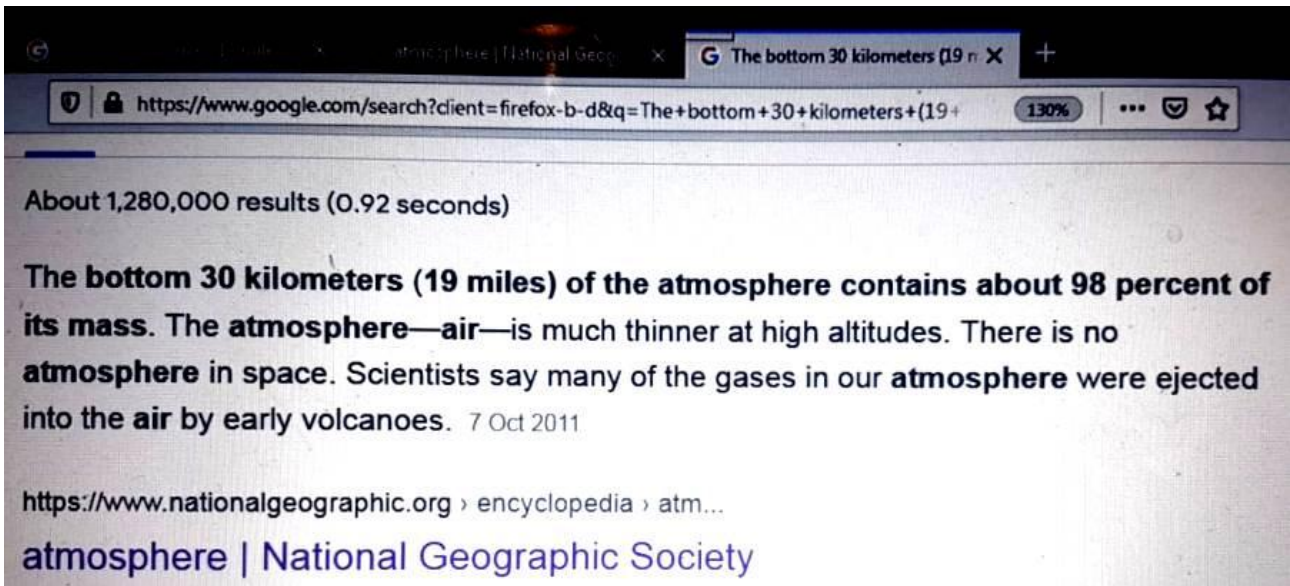 atmosphere | National Geog
The bottom 30 kilometers (19 n
https://www.google.com/search?client=firefox-b-d&q=The+bottom+30+kilometers+(19+
130%
About 1,280,000 results (0.92 seconds)
The bottom 30 kilometers (19 miles) of the atmosphere contains about 98 percent of
its mass. The atmosphere—air—is much thinner at high altitudes. There is no
atmosphere in space. Scientists say many of the gases in our atmosphere were ejected
into the air by early volcanoes. 7 Oct 2011
https://www.nationalgeographic.org › encyclopedia › atm...
atmosphere | National Geographic Society